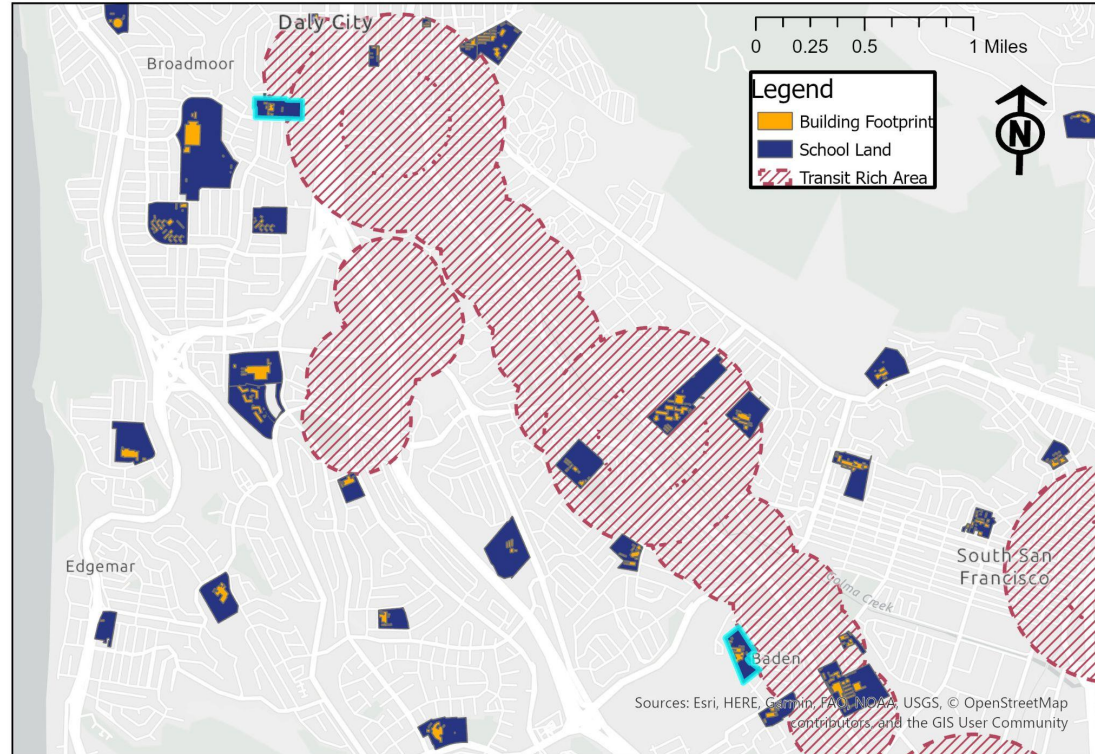 Daly City
Broadmoor
0 0.25 0.5 1 Miles
Legend
Building Footprint
School Land
Transit Rich Area
N
Edgemar
South San
Francisco
Colma Creek
Baden
Sources: Esri, HERE, Garmin, FAO, NOAA, USGS, © OpenStreetMap
contributors, and the GIS User Community